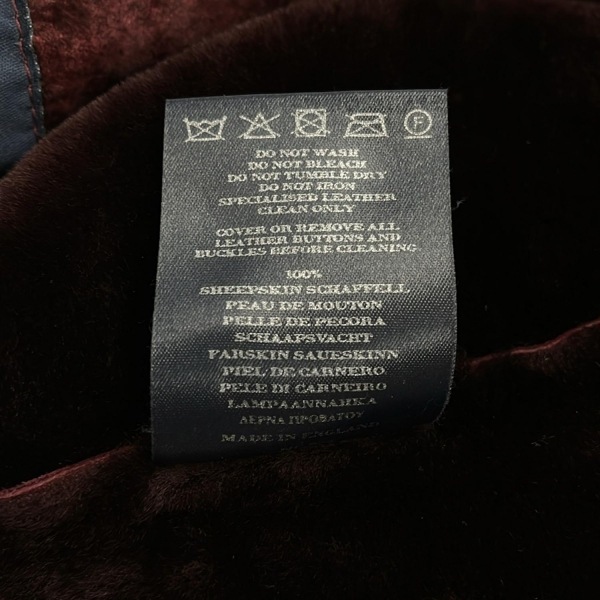 F
DO NOT WASH
DO NOT BLEACH
DO NOT TUMBLE DRY
DO NOT IRON
SPECIALISED LEATHER
CLEAN ONLY
COVER OR REMOVE ALL
LEATHER BUTTONS AND
BUCKLES BEFORE CLEANING
100%
SHEEPSKIN SCHAFFELL
PEAU DE MOUTON
PELLE DE PECORA
SCHAAPSVACHT
FARSKIN SAUESKINN
PIEL DE CARNERO
PELE DI CARNEIRO
LAMPAANNAHKA
ΔΕΡΝΑ ΠΡΟΒΑΤΟΥ
MADE IN ENGLAND